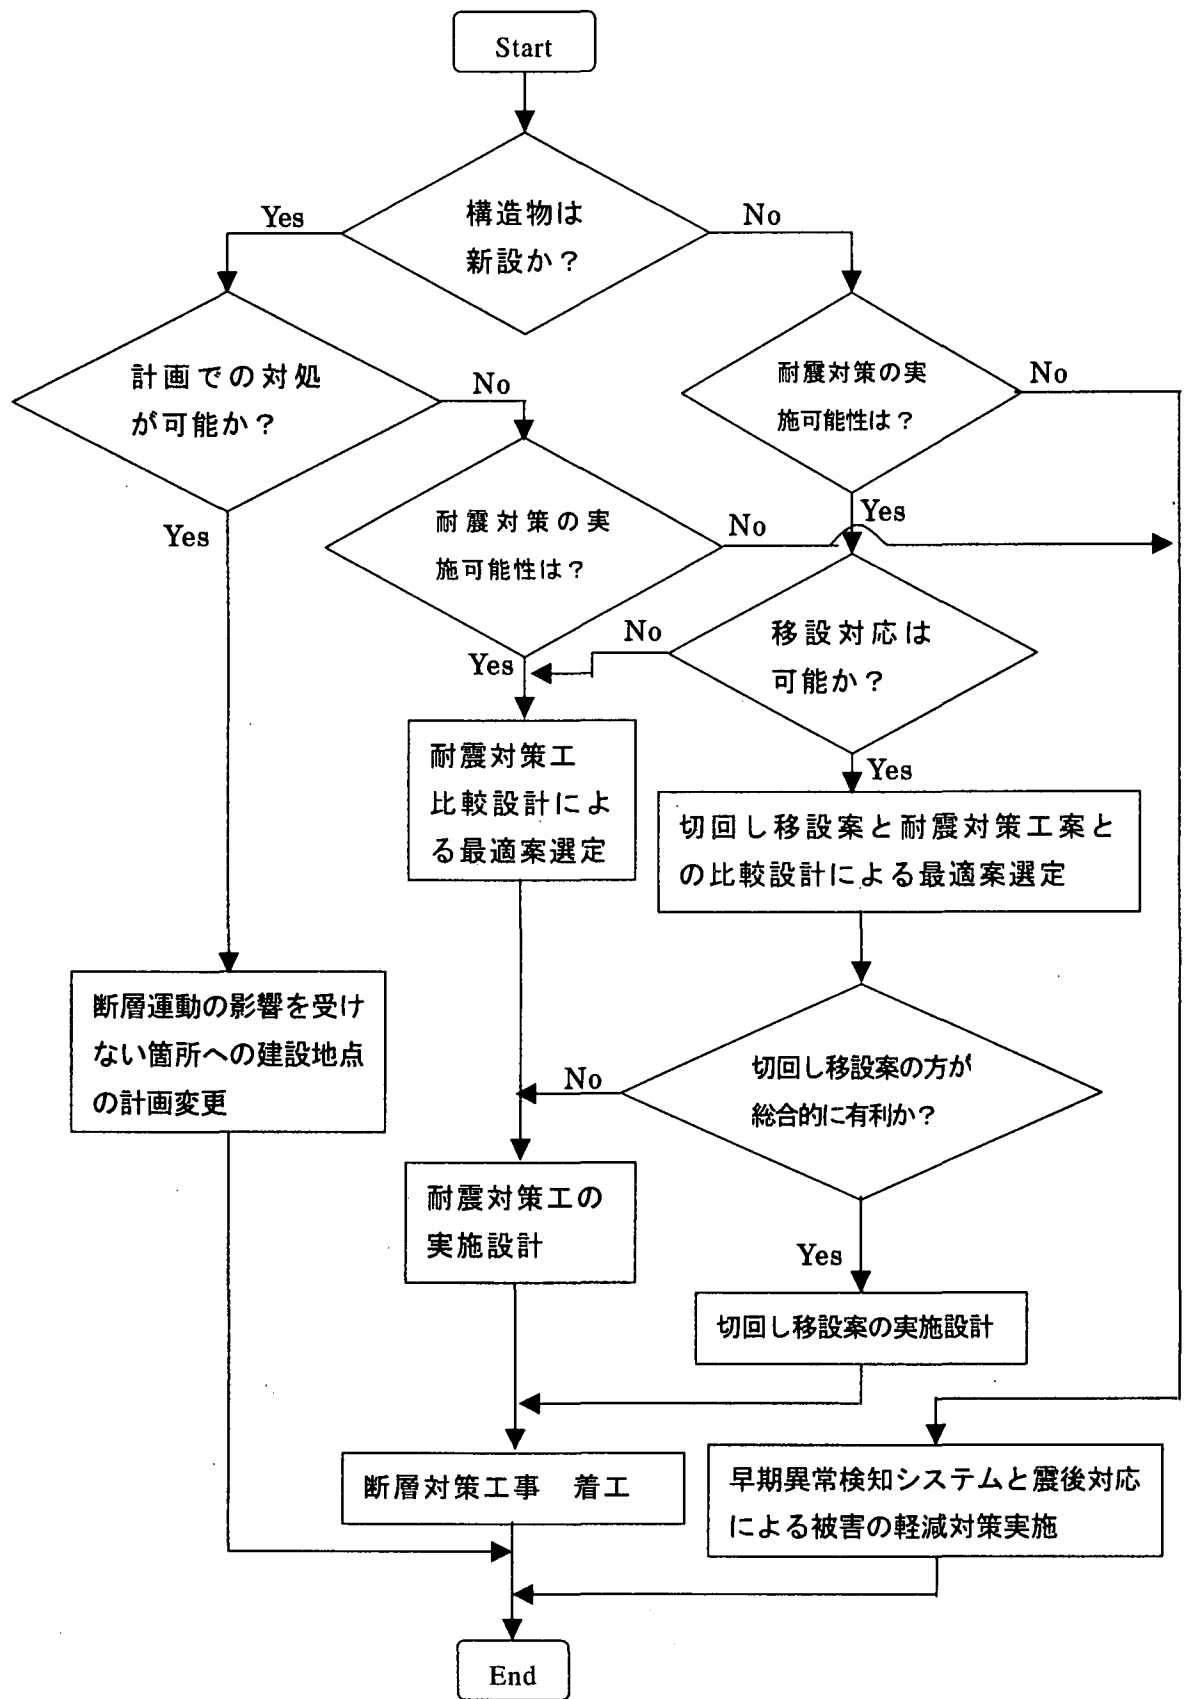 Start
構造物は
新設か？
Yes
No
計画での対処
が可能か？
No
耐震対策の実
施可能性は？
No
Yes
耐震対策の実
施可能性は？
No
Yes
移設対応は
可能か？
No
Yes
Yes
耐震対策工
比較設計によ
る最適案選定
切回し移設案と耐震対策工案と
の比較設計による最適案選定
断層運動の影響を受け
ない箇所への建設地点
の計画変更
切回し移設案の方が
総合的に有利か？
No
Yes
耐震対策工の
実施設計
切回し移設案の実施設計
断層対策工事　着工
早期異常検知システムと震後対応
による被害の軽減対策実施
End